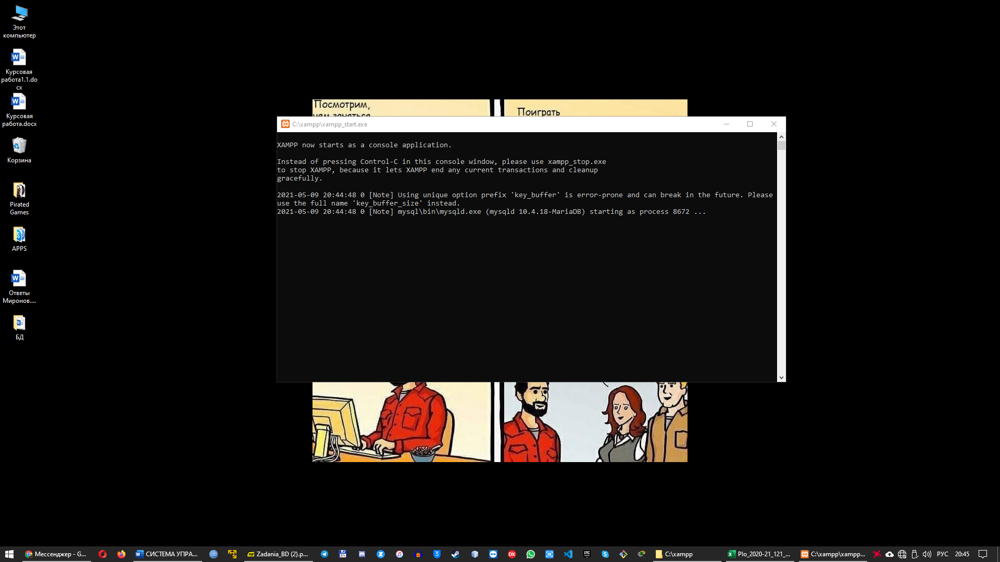 Этот
компьютер
Курсовая
работа1.1.do
cx
Курсовая
работа.docx
Корзина
Pirated
Games
APPS
Ответы
Миронов....
БД
Посмотрим,
чем заняться
Поиграть
C:\xampp\xampp_start.exe
XAMPP now starts as a console application.
Instead of pressing Control-C in this console window, please use xampp_stop.exe
to stop XAMPP, because it lets XAMPP end any current transactions and cleanup
gracefully.
2021-05-09 20:44:48 0 [Note] Using unique option prefix 'key_buffer' is error-prone and can break in the future. Please
use the full name 'key_buffer_size' instead.
2021-05-09 20:44:48 0 [Note] mysql\bin\mysqld.exe (mysqld 10.4.18-MariaDB) starting as process 8672 ...
Мессенджер - G...
СИСТЕМА УПРА...
Zadania_BD (2).p...
C:\xampp
PIo_2020-21_121_...
C:\xampp\xampp...
РУС
20:45